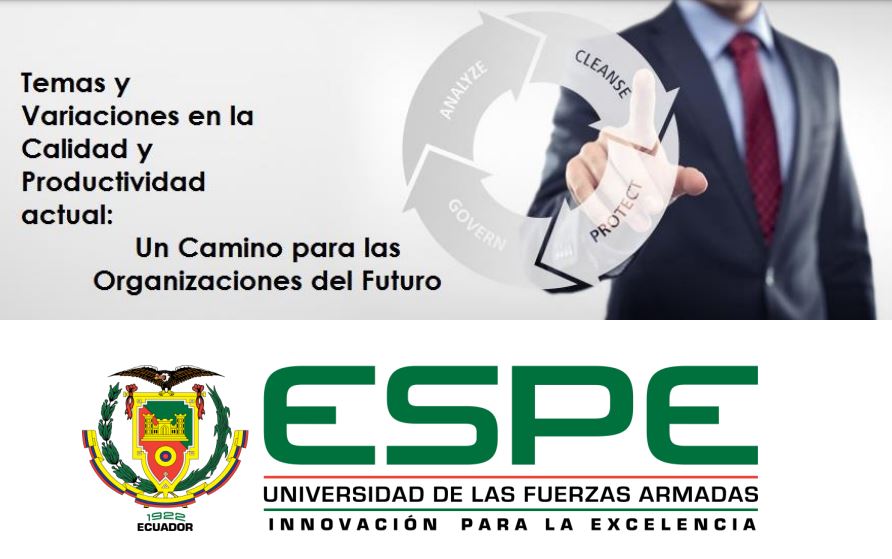 Temas y
Variaciones en la
Calidad y
Productividad
actual:
Un Camino para las
Organizaciones del Futuro
ANALYZE
CLEANSE
PROTECT
GOVERN
ESPE
UNIVERSIDAD DE LAS FUERZAS ARMADAS
INNOVACIÓN PARA LA EXCELENCIA
1922
ECUADOR